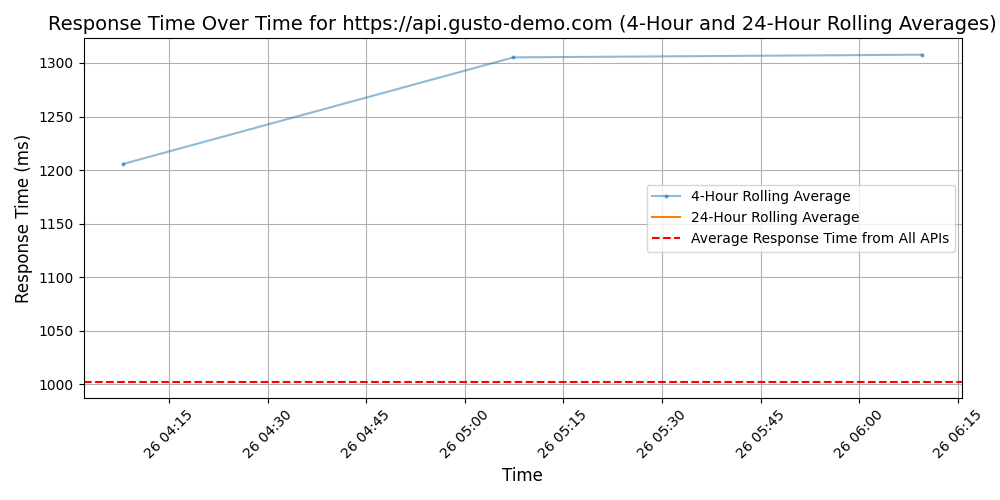 Response Time Over Time for https://api.gusto-demo.com (4-Hour and 24-Hour Rolling Averages)
Response Time (ms)
1300
1250
1200
1150
1100
1050
1000
4-Hour Rolling Average
24-Hour Rolling Average
Average Response Time from All APIs
26 04:15
26 04:30
26 04:45
26 05:00
26 05:15
26 05:30
26 05:45
26 06:00
26 06:15
Time